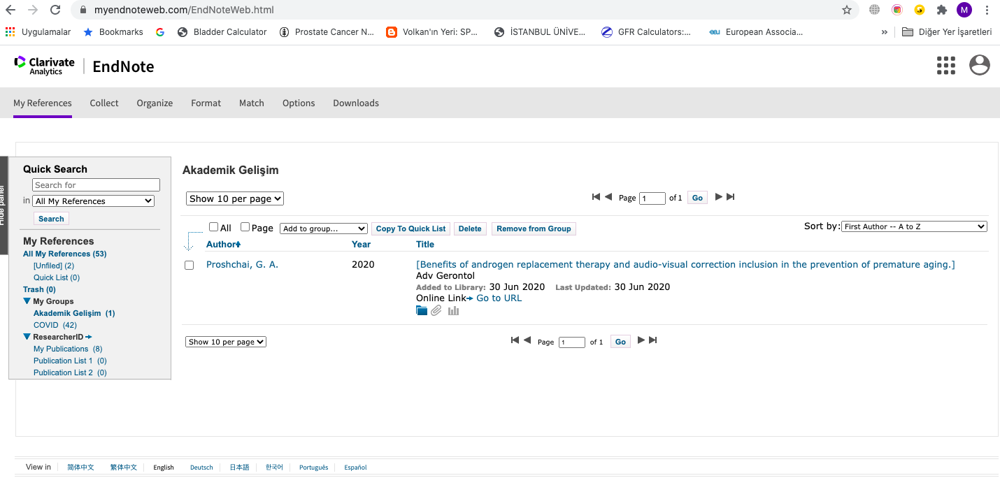 myendnoteweb.com/EndNoteWeb.html
M
Uygulamalar Bookmarks Bladder Calculator Prostate Cancer N... Volkan'ın Yeri: SP... İSTANBUL ÜNİVE... GFR Calculators:... eau European Associa... » Diğer Yer İşaretleri
Clarivate Analytics EndNote
My References Collect Organize Format Match Options Downloads
Hide panel
Quick Search
Search for
in All My References
Search
My References
All My References (53)
[Unfiled] (2)
Quick List (0)
Trash (0)
My Groups
Akademik Gelişim (1)
COVID (42)
ResearcherID
My Publications (8)
Publication List 1 (0)
Publication List 2 (0)
Akademik Gelişim
Show 10 per page Page 1 of 1 Go
All Page Add to group... Copy To Quick List Delete Remove from Group Sort by: First Author -- A to Z
Author Year Title
Proshchai, G. A. 2020 [Benefits of androgen replacement therapy and audio-visual correction inclusion in the prevention of premature aging.]
Adv Gerontol
Added to Library: 30 Jun 2020 Last Updated: 30 Jun 2020
Online Link Go to URL
Show 10 per page Page 1 of 1 Go
View in 简体中文 繁体中文 English Deutsch 日本語 한국어 Português Español